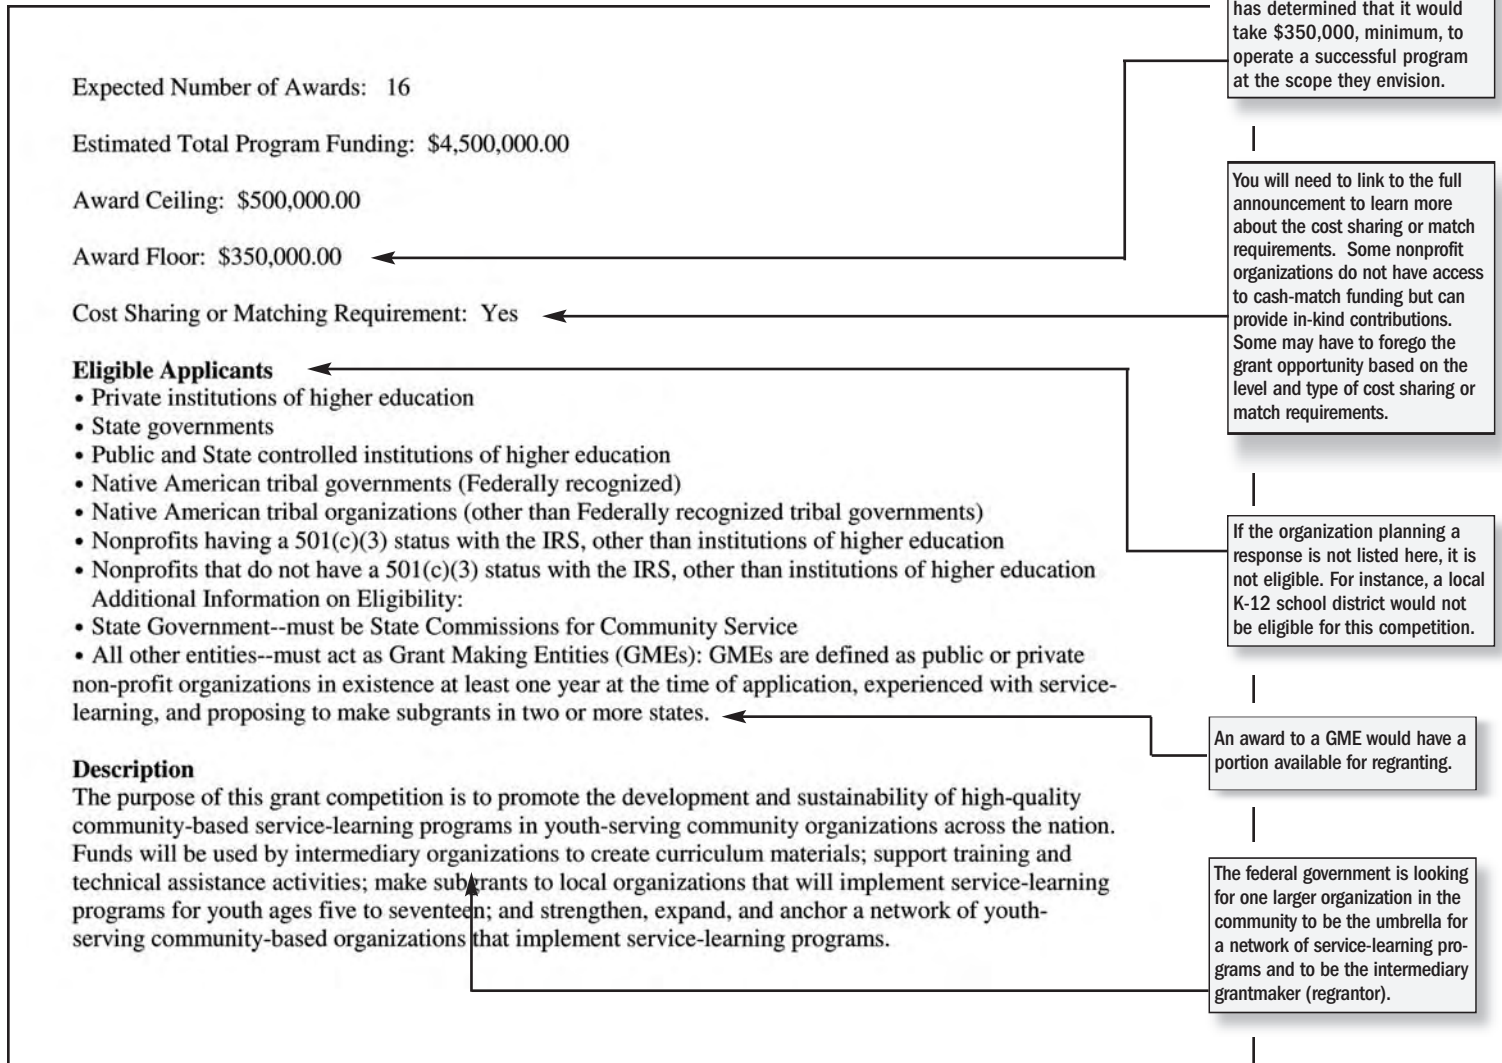 has determined that it would
take $350,000, minimum, to
operate a successful program
at the scope they envision.
Expected Number of Awards: 16
Estimated Total Program Funding: $4,500,000.00
Award Ceiling: $500,000.00
Award Floor: $350,000.00
Cost Sharing or Matching Requirement: Yes
You will need to link to the full
announcement to learn more
about the cost sharing or match
requirements. Some nonprofit
organizations do not have access
to cash-match funding but can
provide in-kind contributions.
Some may have to forego the
grant opportunity based on the
level and type of cost sharing or
match requirements.
Eligible Applicants
• Private institutions of higher education
• State governments
• Public and State controlled institutions of higher education
• Native American tribal governments (Federally recognized)
• Native American tribal organizations (other than Federally recognized tribal governments)
• Nonprofits having a 501(c)(3) status with the IRS, other than institutions of higher education
• Nonprofits that do not have a 501(c)(3) status with the IRS, other than institutions of higher education
Additional Information on Eligibility:
• State Government--must be State Commissions for Community Service
• All other entities--must act as Grant Making Entities (GMEs): GMEs are defined as public or private
non-profit organizations in existence at least one year at the time of application, experienced with service-
learning, and proposing to make subgrants in two or more states.
If the organization planning a
response is not listed here, it is
not eligible. For instance, a local
K-12 school district would not
be eligible for this competition.
An award to a GME would have a
portion available for regranting.
Description
The purpose of this grant competition is to promote the development and sustainability of high-quality
community-based service-learning programs in youth-serving community organizations across the nation.
Funds will be used by intermediary organizations to create curriculum materials; support training and
technical assistance activities; make subgrants to local organizations that will implement service-learning
programs for youth ages five to seventeen; and strengthen, expand, and anchor a network of youth-
serving community-based organizations that implement service-learning programs.
The federal government is looking
for one larger organization in the
community to be the umbrella for
a network of service-learning pro-
grams and to be the intermediary
grantmaker (regrantor).